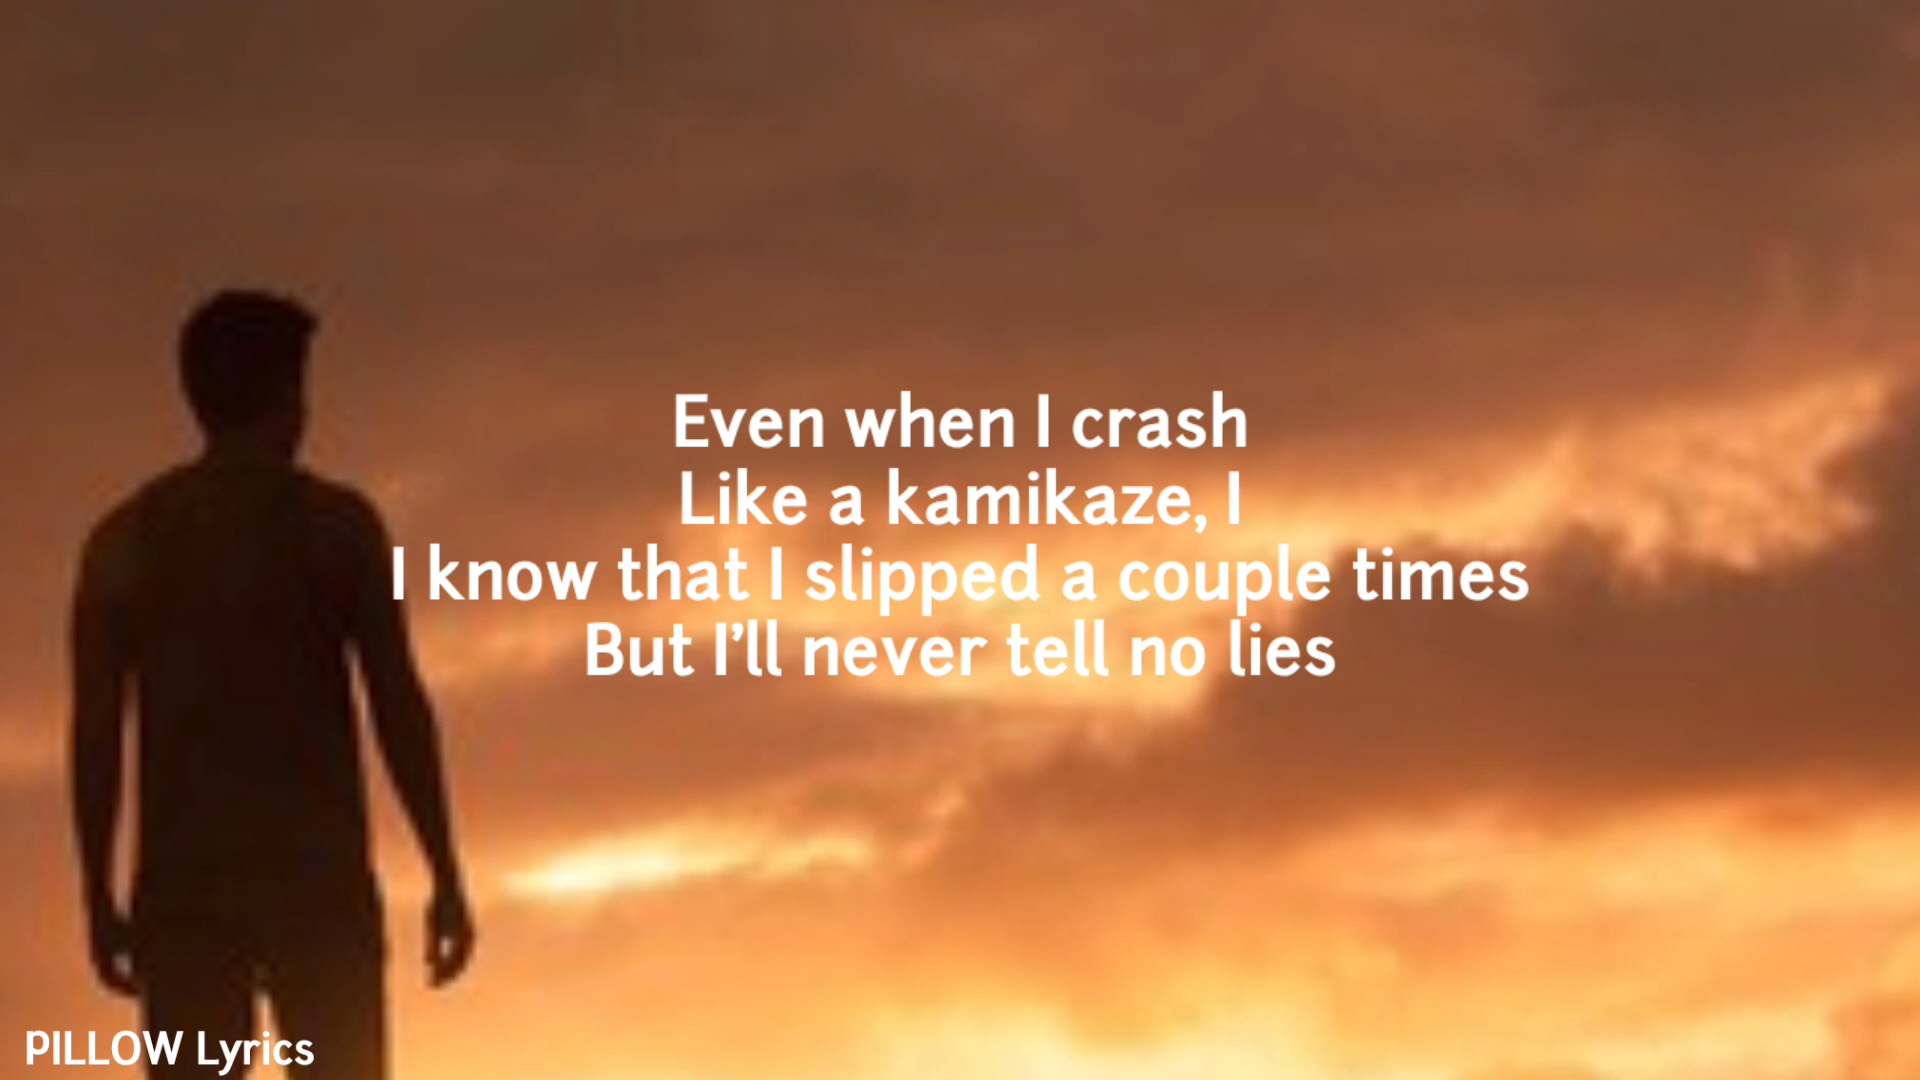 Even when I crash
Like a kamikaze, I
I know that I slipped a couple times
But I'll never tell no lies
PILLOW Lyrics